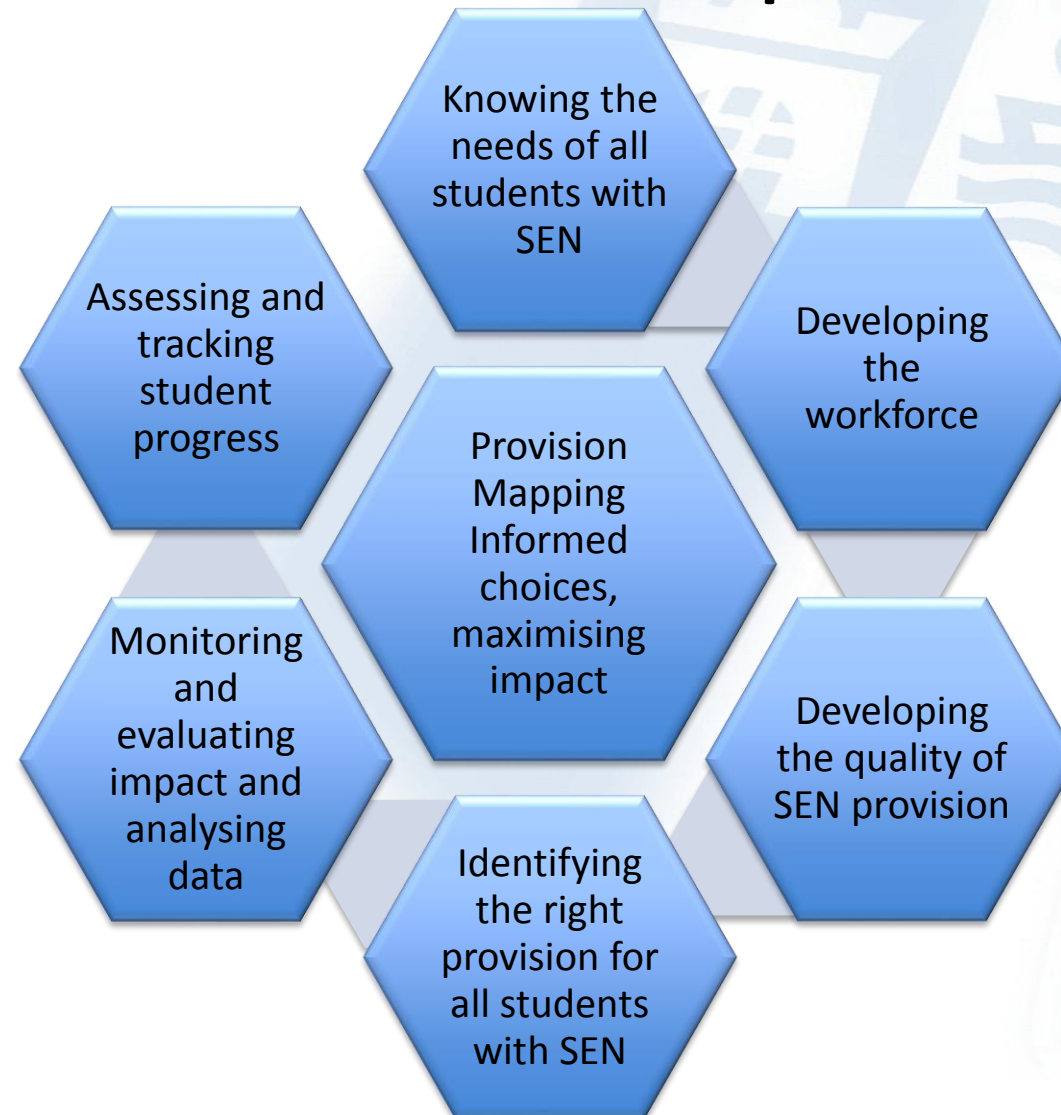 Knowing the
needs of all
students with
SEN
Developing
the
workforce
Developing
the quality of
SEN provision
Identifying
the right
provision for
all students
with SEN
Monitoring
and
evaluating
impact and
analysing
data
Assessing and
tracking
student
progress
Provision
Mapping
Informed
choices,
maximising
impact